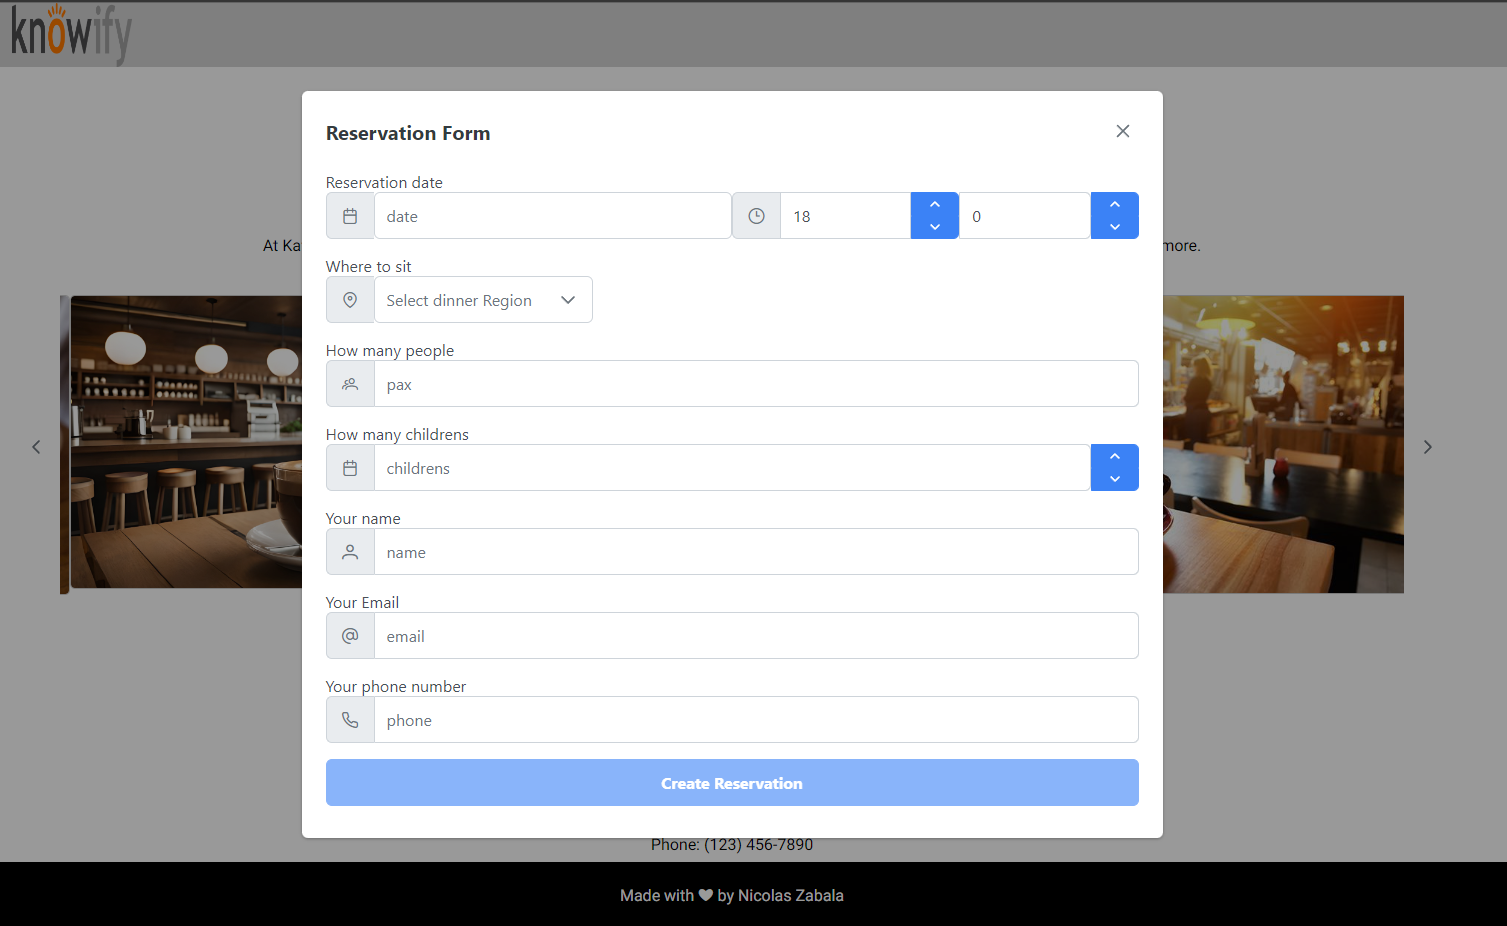 knowify
Reservation Form
Reservation date
date
18
0
At Ka
more.
Where to sit
Select dinner Region
How many people
pax
How many childrens
childrens
Your name
name
Your Email
email
Your phone number
phone
Create Reservation
Phone: (123) 456-7890
Made with ♥ by Nicolas Zabala